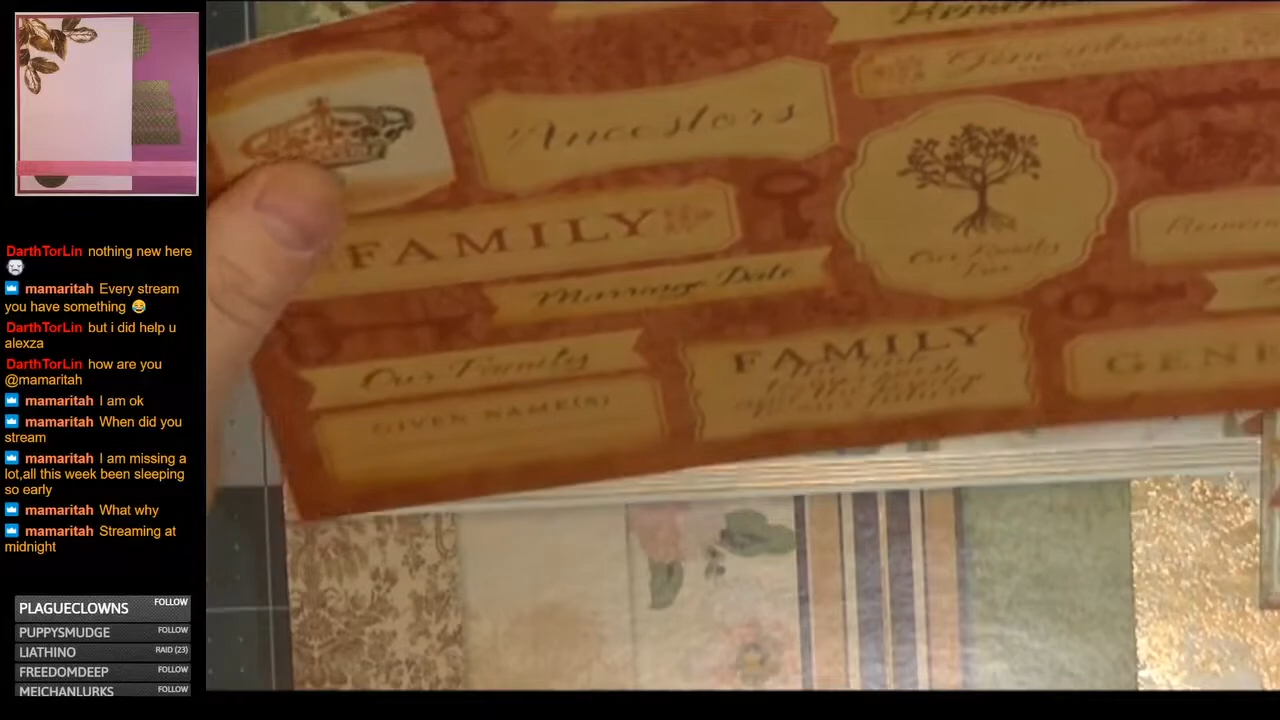 DarthTorLin nothing new here
mamaritah Every stream
you have something
DarthTorLin but i did help u
alexza
DarthTorLin how are you
@mamaritah
mamaritah I am ok
mamaritah When did you
stream
mamaritah I am missing a
lot,all this week been sleeping
so early
mamaritah What why
mamaritah Streaming at
midnight
PLAGUECLOWNS FOLLOW
PUPPYSMUDGE FOLLOW
LIATHINO RAID (23)
FREEDOMDEEP FOLLOW
MEICHANLURKS FOLLOW
Ancestors
FAMILY
Marriage Date
Our Family
Tree
Our Family
GIVEN NAME(S)
FAMILY